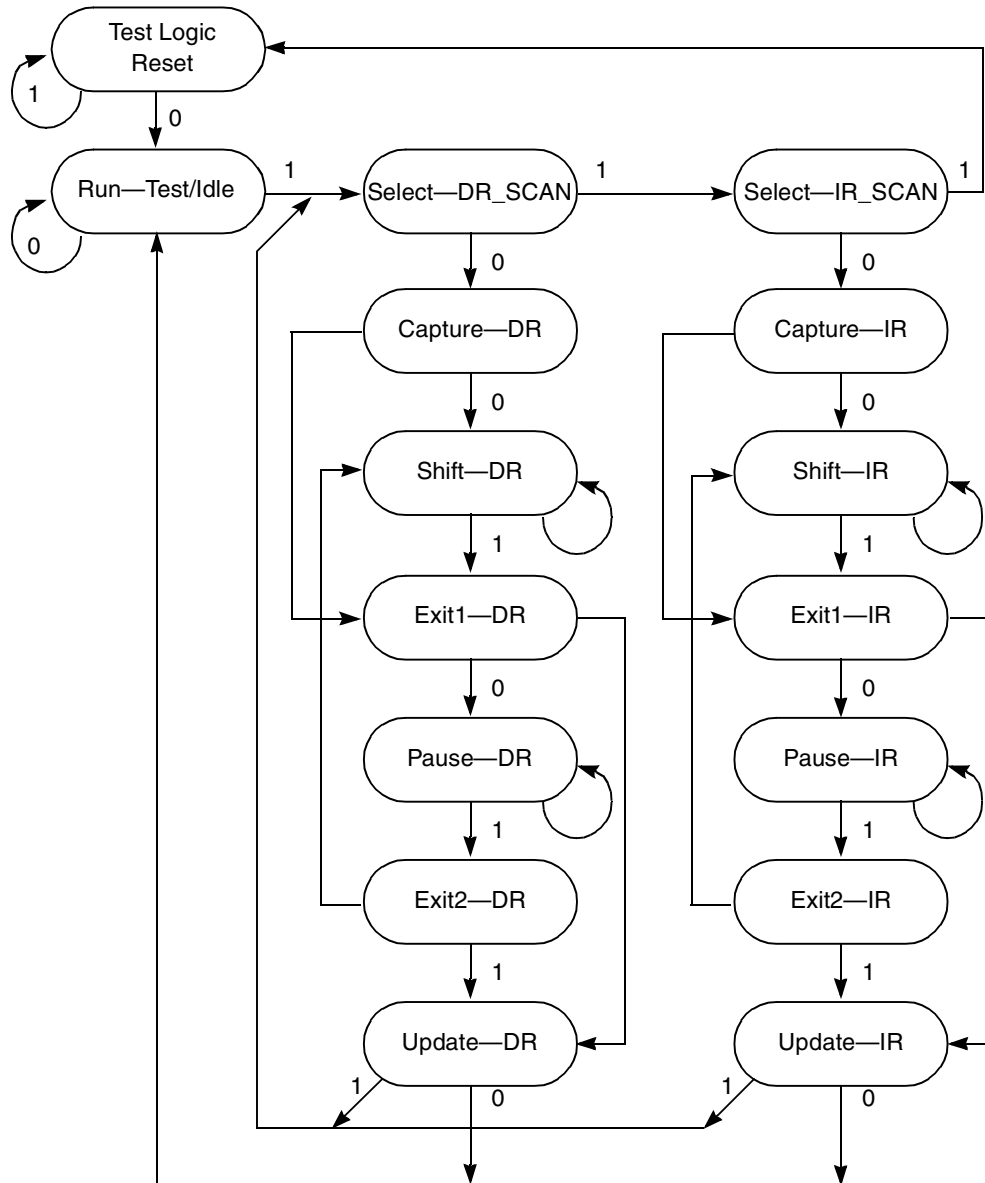 Test Logic
Reset
1
0
Run—Test/Idle
1
Select—DR_SCAN
1
Select—IR_SCAN
1
0
0
0
Capture—DR
Capture—IR
0
0
Shift—DR
Shift—IR
1
1
Exit1—DR
Exit1—IR
0
0
Pause—DR
Pause—IR
1
1
Exit2—DR
Exit2—IR
1
1
Update—DR
Update—IR
1
0
1
0